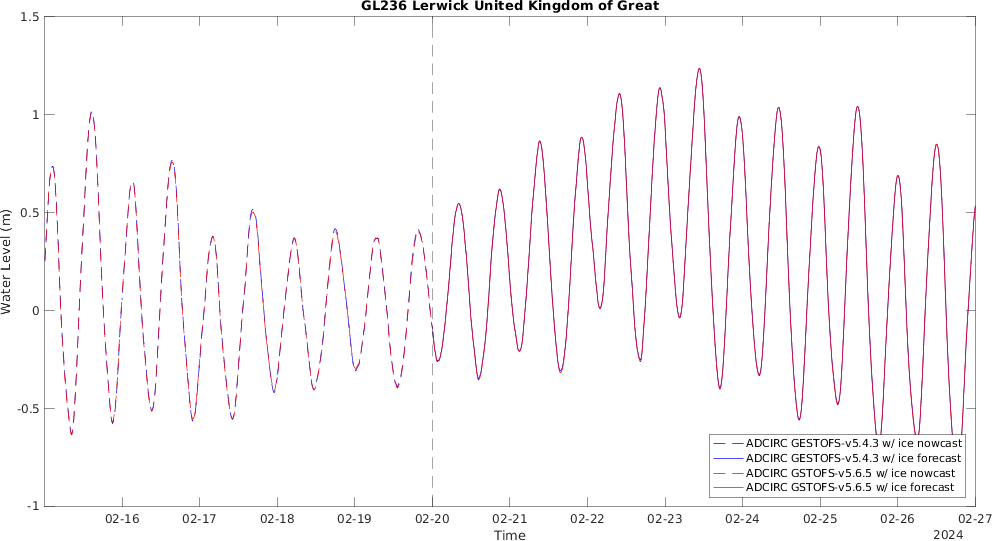 GL236 Lerwick United Kingdom of Great
1.5
1
0.5
0
-0.5
-1
Water Level (m)
02-16 02-17 02-18 02-19 02-20 02-21 02-22 02-23 02-24 02-25 02-26 02-27
Time
2024
ADCIRC GESTOFS-v5.4.3 w/ ice nowcast
ADCIRC GESTOFS-v5.4.3 w/ ice forecast
ADCIRC GSTOFS-v5.6.5 w/ ice nowcast
ADCIRC GSTOFS-v5.6.5 w/ ice forecast